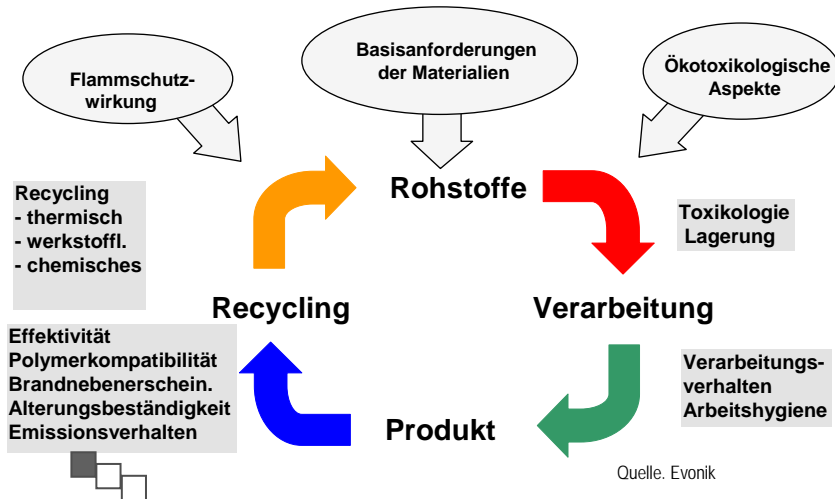 Flammschutz-
wirkung
Basisanforderungen
der Materialien
Ökotoxikologische
Aspekte
Rohstoffe
Recycling
- thermisch
- werkstoffl.
- chemisches
Toxikologie
Lagerung
Recycling
Verarbeitung
Effektivität
Polymerkompatibilität
Brandnebenerschein.
Alterungsbeständigkeit
Emissionsverhalten
Verarbeitungs-
verhalten
Arbeitshygiene
Produkt
Quelle. Evonik